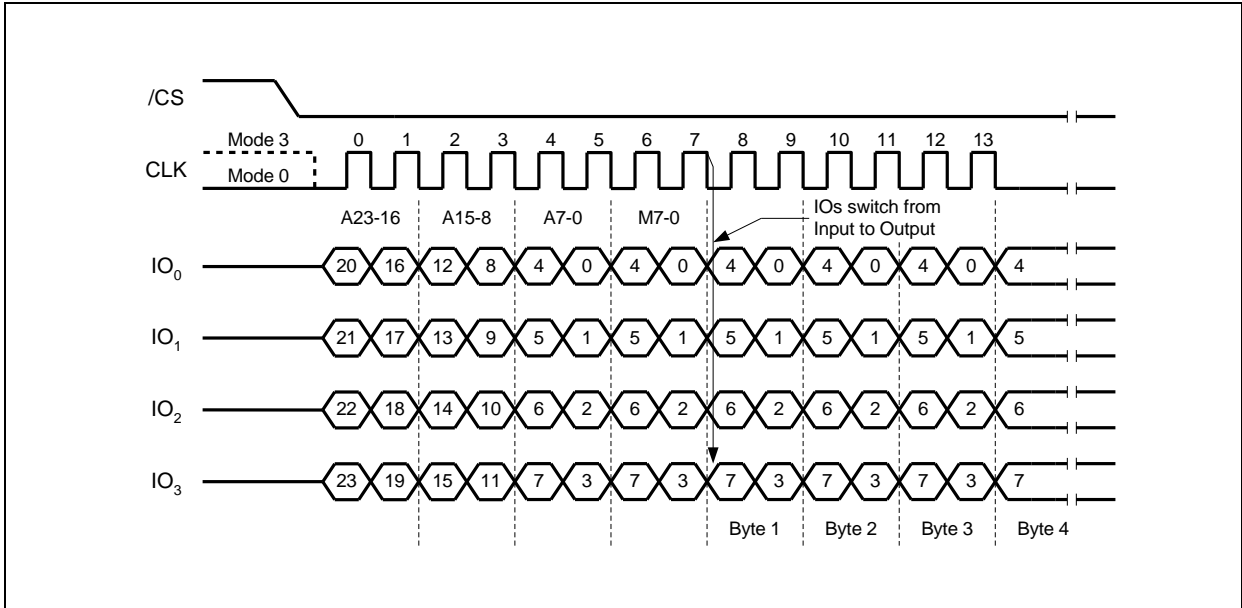 /CS
Mode 3 0 1 2 3 4 5 6 7 8 9 10 11 12 13
CLK
Mode 0
IOs switch from
Input to Output
A23-16 A15-8 A7-0 M7-0
IO0 20 16 12 8 4 0 4 0 4 0 4 0 4 0 4
IO1 21 17 13 9 5 1 5 1 5 1 5 1 5 1 5
IO2 22 18 14 10 6 2 6 2 6 2 6 2 6 2 6
IO3 23 19 15 11 7 3 7 3 7 3 7 3 7 3 7
Byte 1 Byte 2 Byte 3 Byte 4